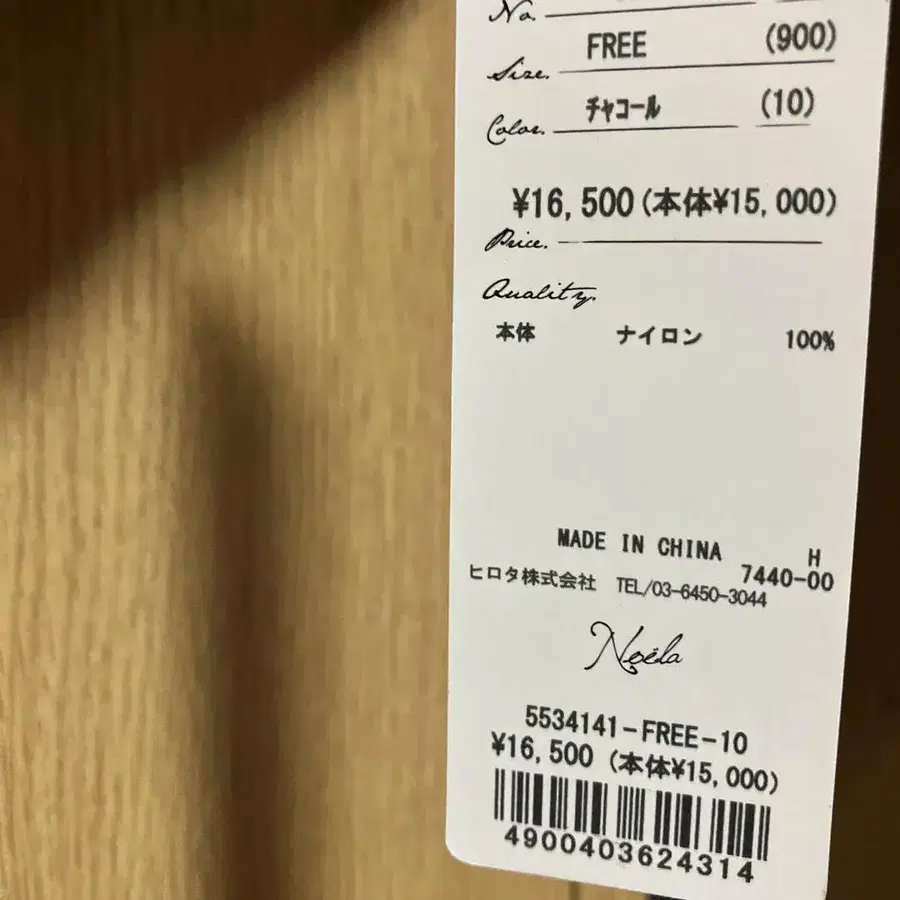 No.
FREE (900)
Size.
チャコール (10)
Color.
¥16,500(本体¥15,000)
Price.
Quality.
本体 ナイロン 100%
MADE IN CHINA H
7440-00
ヒロタ株式会社 TEL/03-6450-3044
Noëla
5534141-FREE-10
¥16,500 (本体¥15,000)
4900403624314